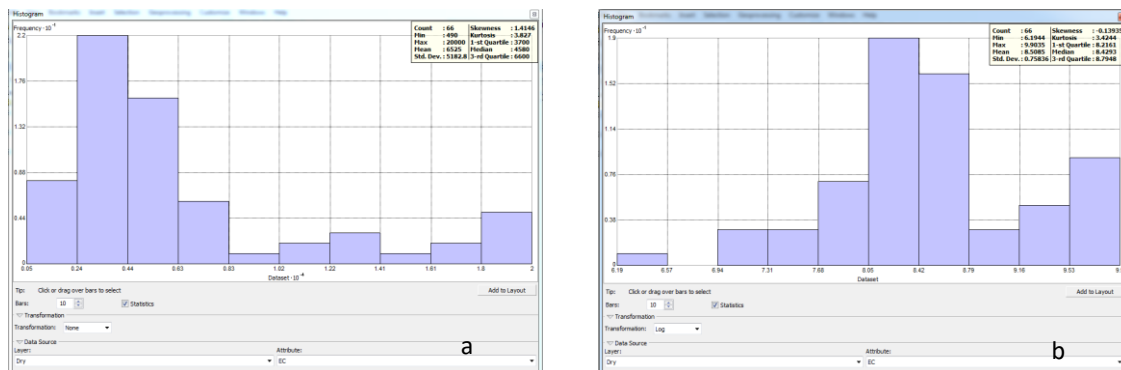 Histogram
Frequency · 10⁻¹
2.2
1.76
1.32
0.88
0.44
0
0.05 0.24 0.44 0.63 0.83 1.02 1.22 1.41 1.61 1.8 2
Dataset · 10⁻⁴
Count : 66 Skewness : 1.4146
Min : 490 Kurtosis : 3.827
Max : 20000 1-st Quartile : 3700
Mean : 6525 Median : 4580
Std. Dev. : 5182.8 3-rd Quartile : 6600
Tip: Click or drag over bars to select Add to Layout
Bars: 10 Statistics
Transformation
Transformation: None
Data Source
Layer: Attribute:
Dry EC
a
Histogram
Frequency · 10⁻¹
1.9
1.52
1.14
0.76
0.38
0
6.19 6.57 6.94 7.31 7.68 8.05 8.42 8.79 9.16 9.53
Dataset
Count : 66 Skewness : -0.13935
Min : 6.1944 Kurtosis : 3.4244
Max : 9.9035 1-st Quartile : 8.2161
Mean : 8.5085 Median : 8.4293
Std. Dev. : 0.75836 3-rd Quartile : 8.7948
Tip: Click or drag over bars to select Add to Layout
Bars: 10 Statistics
Transformation
Transformation: Log
Data Source
Layer: Attribute:
Dry EC
b